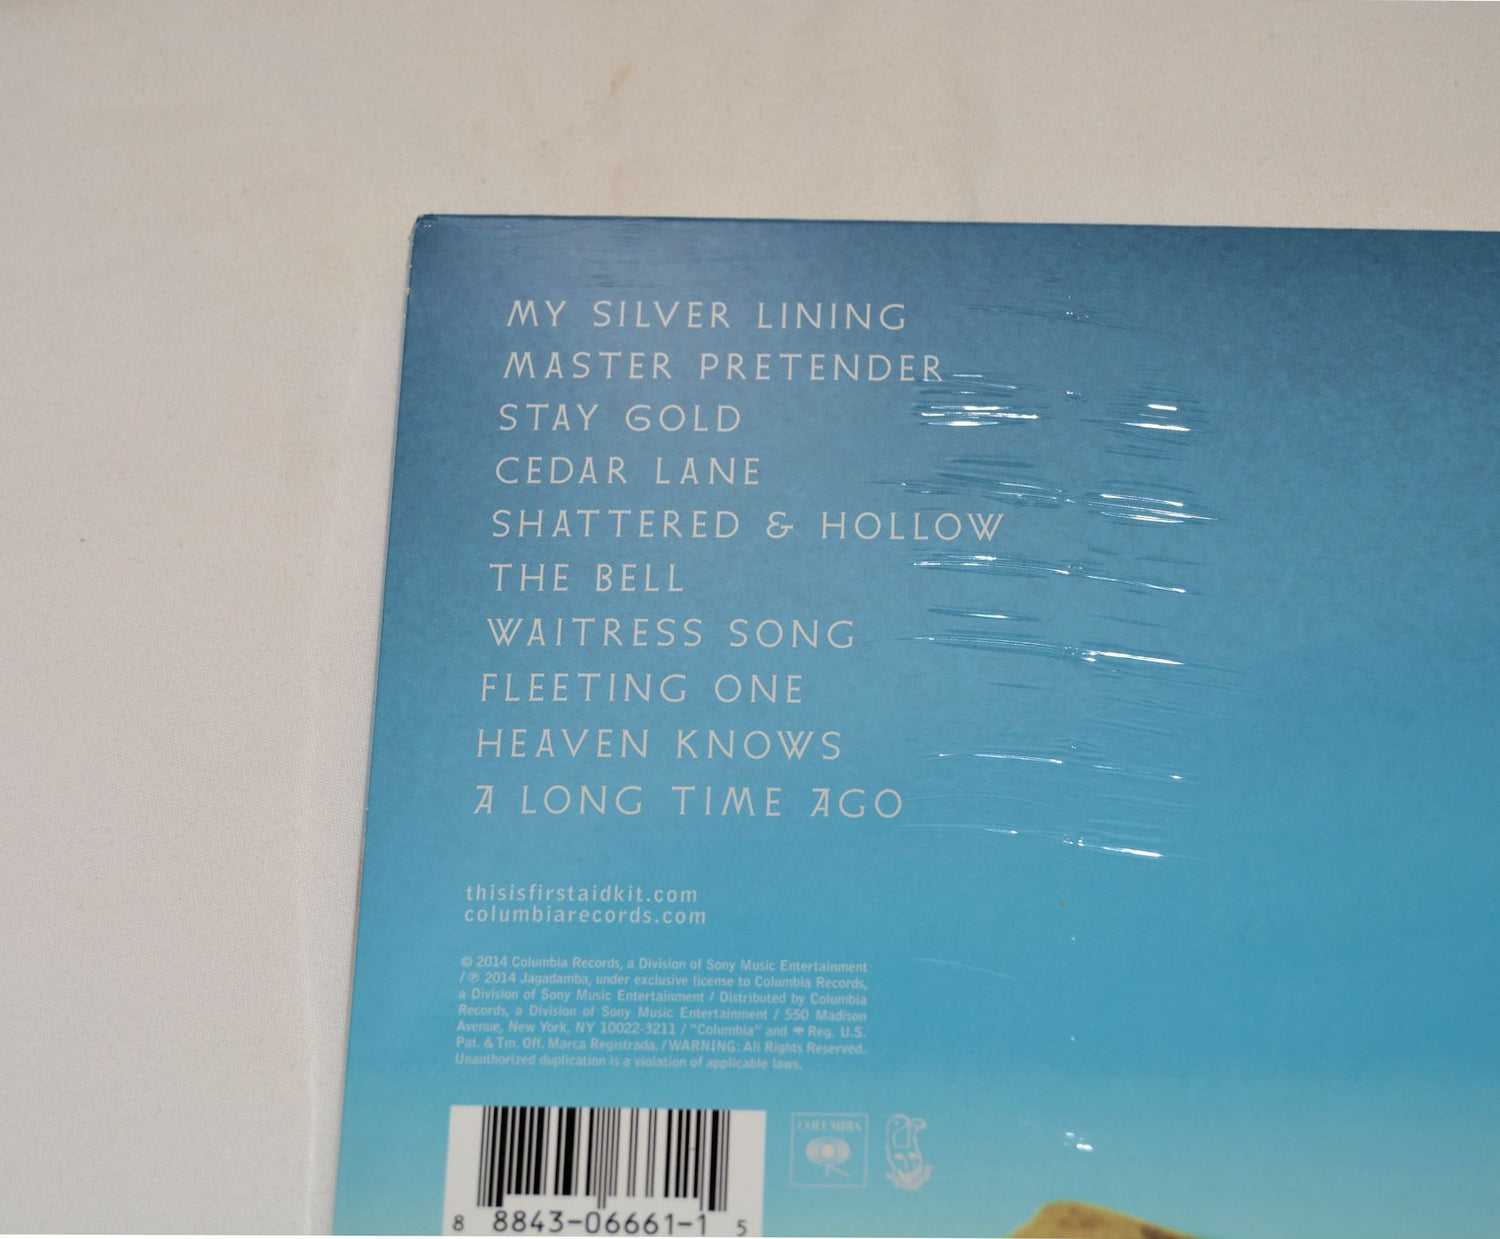 MY SILVER LINING
MASTER PRETENDER
STAY GOLD
CEDAR LANE
SHATTERED & HOLLOW
THE BELL
WAITRESS SONG
FLEETING ONE
HEAVEN KNOWS
A LONG TIME AGO
thisisfirstaidkit.com
columbiarecords.com
© 2014 Columbia Records, a Division of Sony Music Entertainment
/ ℗ 2014 Jagadamba, under exclusive license to Columbia Records,
a Division of Sony Music Entertainment / Distributed by Columbia
Records, a Division of Sony Music Entertainment / 550 Madison
Avenue, New York, NY 10022-3211 / "Columbia" and Reg. U.S.
Pat. & Tm. Off. Marca Registrada. / WARNING: All Rights Reserved.
Unauthorized duplication is a violation of applicable laws.
COLUMBIA
8 8843-06661-1 5